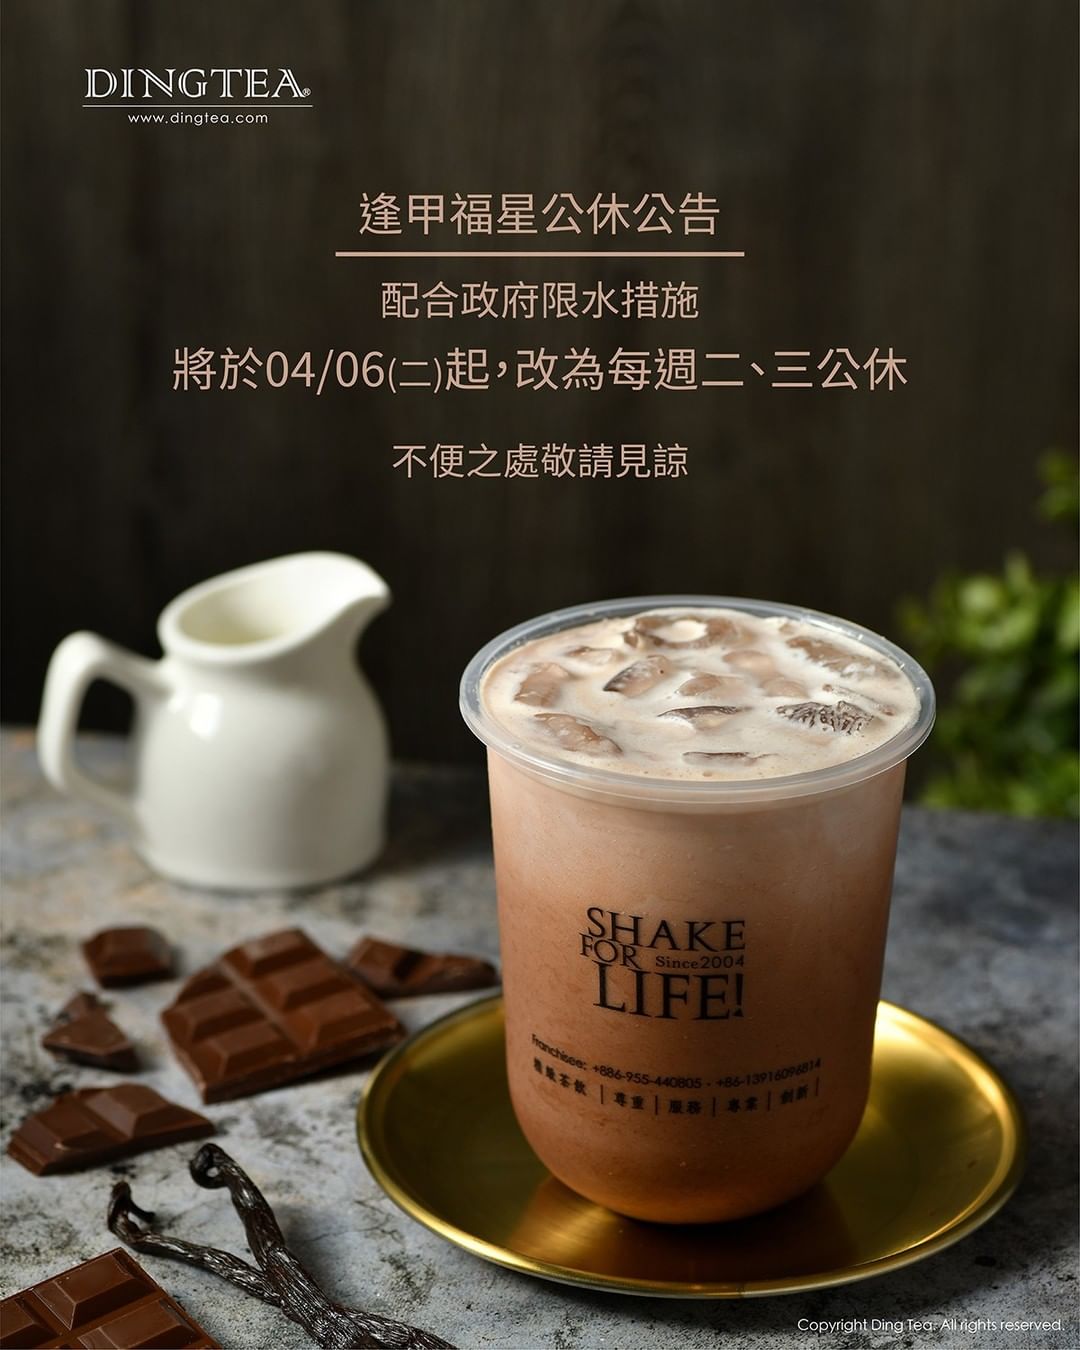 DINGTEA®
www.dingtea.com
逢甲福星公休公告
配合政府限水措施
將於04/06(二)起，改為每週二、三公休
不便之處敬請見諒
SHAKE
FOR Since2004
LIFE!
Franchisee: +886-955-440805 · +86-13916096814
茶飲 | 尊重 | 服務 | 專業 | 創新 |
Copyright Ding Tea. All rights reserved.